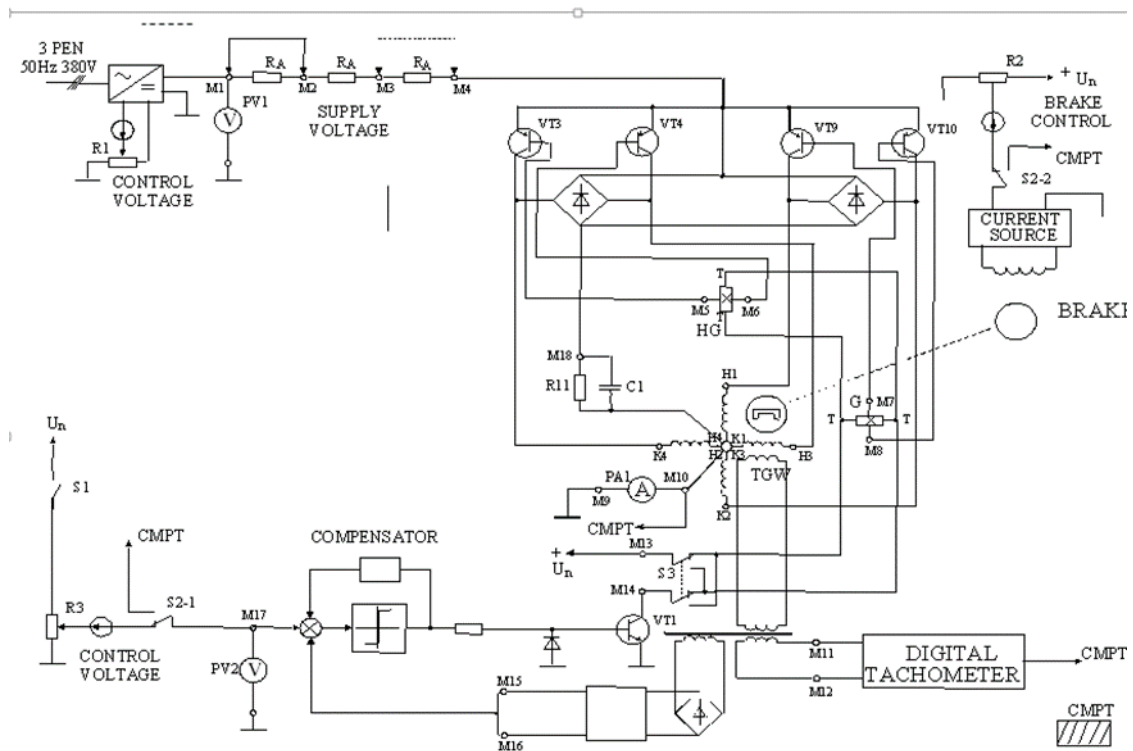 3 PEN
50Hz 380V
R1
CONTROL
VOLTAGE
M1
PV1
V
RA
M2
RA
M3
RA
M4
SUPPLY
VOLTAGE
VT3
VT4
VT9
VT10
R2
+ Un
BRAKE
CONTROL
CMPT
S2-2
CURRENT
SOURCE
BRAKE
T
M5
M6
T
HG
M18
R11
C1
H1
G
M7
T
T
M8
K4
H4
K1
H2
K3
H3
TGW
K2
PA1
A
M10
M9
CMPT
+
Un
M13
S3
M14
VT1
Un
S1
CMPT
R3
S2-1
M17
CONTROL
VOLTAGE
PV2
V
COMPENSATOR
M15
M16
M11
M12
DIGITAL
TACHOMETER
CMPT
CMPT